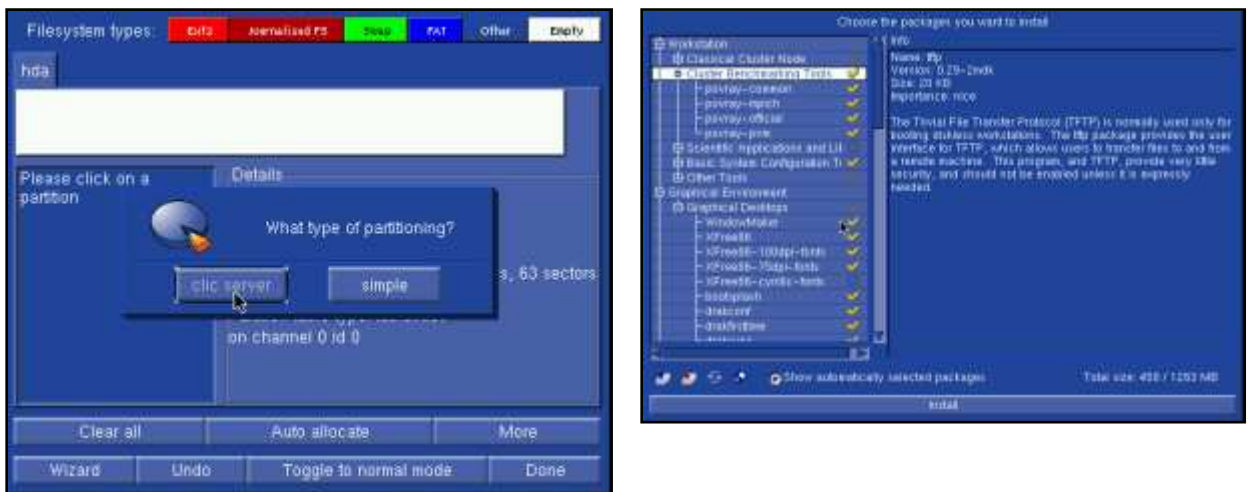 Filesystem types: Ext2 Journalised FS Swap FAT Other Empty
hda
Please click on a
partition
Details
What type of partitioning?
clic server
simple
s, 63 sectors
on channel 0 id 0
Clear all
Auto allocate
More
Wizard
Undo
Toggle to normal mode
Done
Choose the packages you want to install
Workstation
Classical Cluster Node
Cluster Benchmarking Tools
povray-common
povray-mpich
povray-official
povray-pvm
Scientific Applications and Li
Basic System Configuration T
Other Tools
Graphical Environment
Graphical Desktops
WindowMaker
XFree86
XFree86-100dpi-fonts
XFree86-75dpi-fonts
XFree86-cyrillic-fonts
bootsplash
drakconf
drakfirsttime
Info
Name: tftp
Version: 0.29-2mdk
Size: 20 KB
Importance: nice
The Trivial File Transfer Protocol (TFTP) is normally used only for
booting diskless workstations. The tftp package provides the user
interface for TFTP, which allows users to transfer files to and from
a remote machine. This program, and TFTP, provide very little
security, and should not be enabled unless it is expressly
needed.
Show automatically selected packages
Total size: / 1253 MB
Install